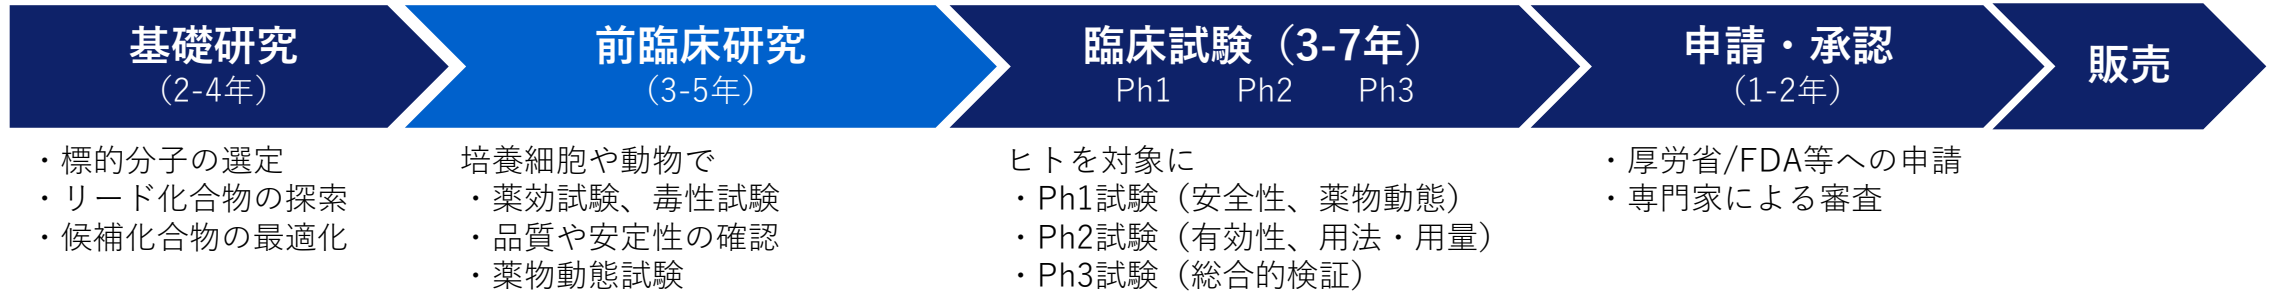 基礎研究
（2-4年）
・標的分子の選定
・リード化合物の探索
・候補化合物の最適化
前臨床研究
（3-5年）
培養細胞や動物で
・薬効試験、毒性試験
・品質や安定性の確認
・薬物動態試験
臨床試験（3-7年）
Ph1 Ph2 Ph3
ヒトを対象に
・Ph1試験（安全性、薬物動態）
・Ph2試験（有効性、用法・用量）
・Ph3試験（総合的検証）
申請・承認
（1-2年）
・厚労省/FDA等への申請
・専門家による審査
販売